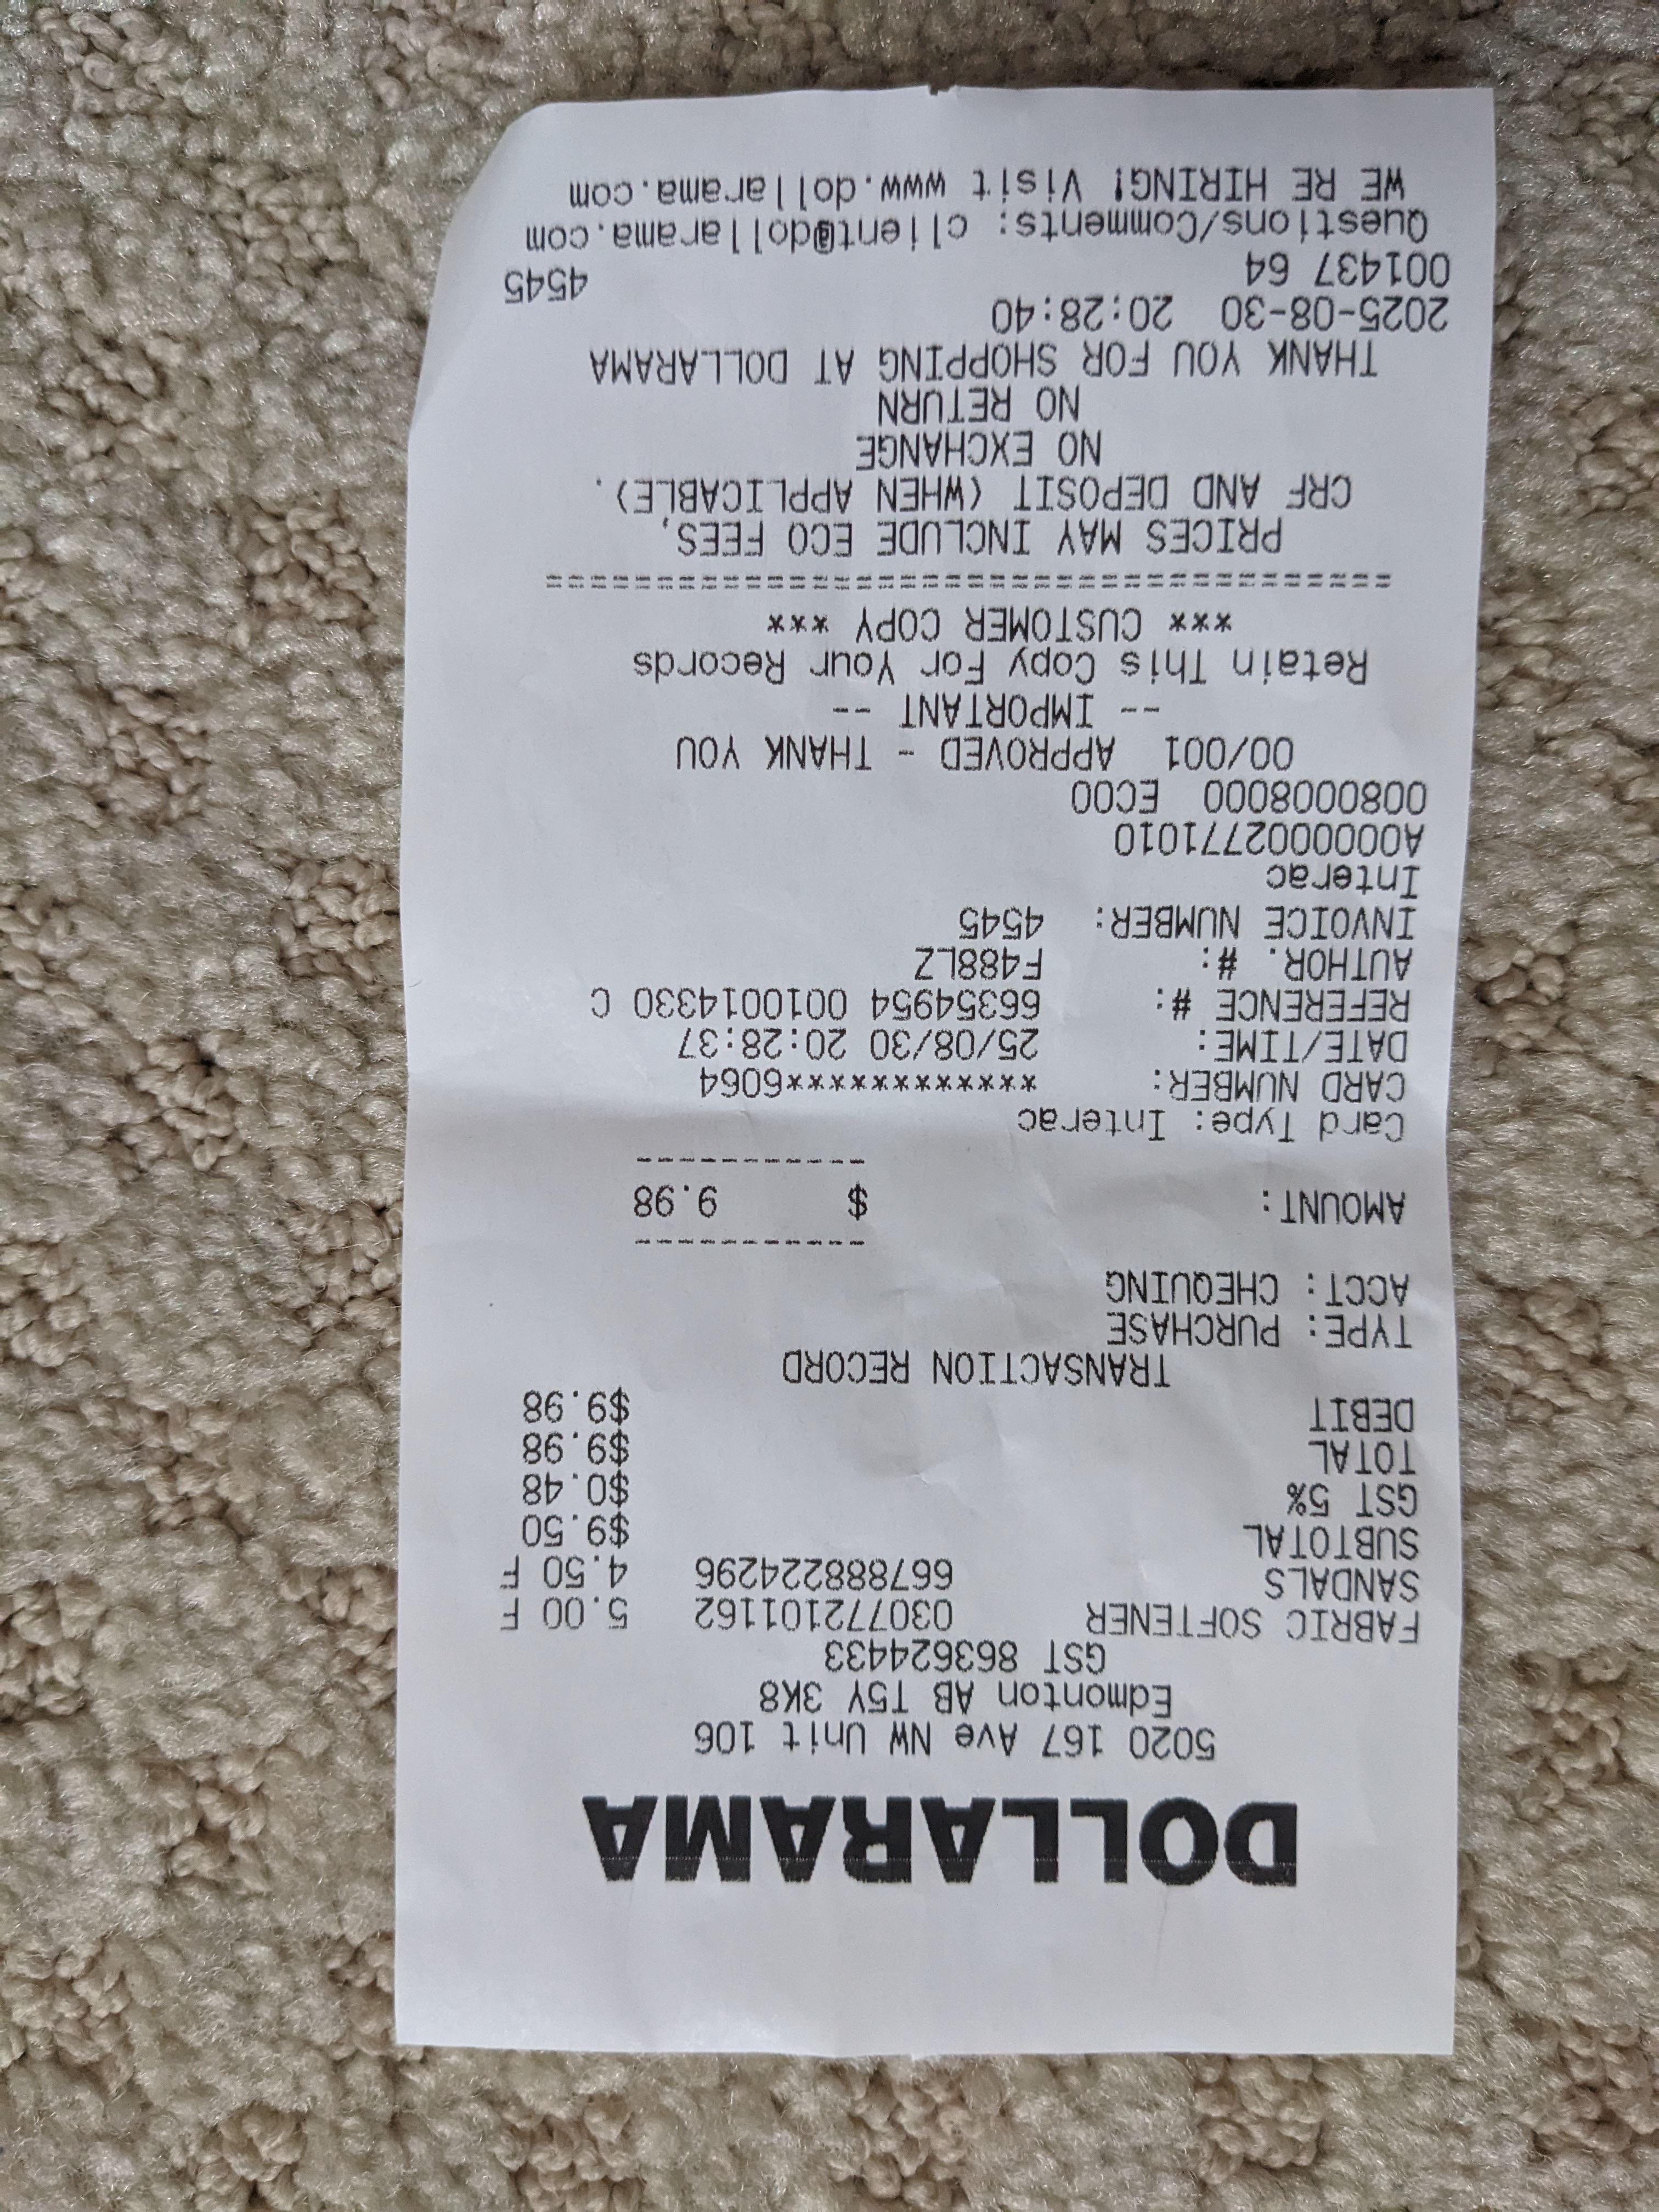 DOLLARAMA
5020 167 Ave NW Unit 106
Edmonton AB T5Y 3K8
GST 863624433
FABRIC SOFTENER 030772101162 5.00 F
SANDALS 667888224296 4.50 F
SUBTOTAL $9.50
GST 5% $0.48
TOTAL $9.98
DEBIT $9.98
TRANSACTION RECORD
TYPE: PURCHASE
ACCT: CHEQUING
-----------
AMOUNT: $ 9.98
-----------
Card Type: Interac
CARD NUMBER: ************6064
DATE/TIME: 25/08/30 20:28:37
REFERENCE #: 66354954 0010014330 C
AUTHOR. #: F488LZ
INVOICE NUMBER: 4545
Interac
A0000002771010
0080008000 EC00
00/001 APPROVED - THANK YOU
-- IMPORTANT --
Retain This Copy For Your Records
*** CUSTOMER COPY ***
======================================
PRICES MAY INCLUDE ECO FEES,
CRF AND DEPOSIT (WHEN APPLICABLE).
NO EXCHANGE
NO RETURN
THANK YOU FOR SHOPPING AT DOLLARAMA
2025-08-30 20:28:40
001437 64 4545
Questions/Comments: client@dollarama.com
WE RE HIRING! Visit www.dollarama.com